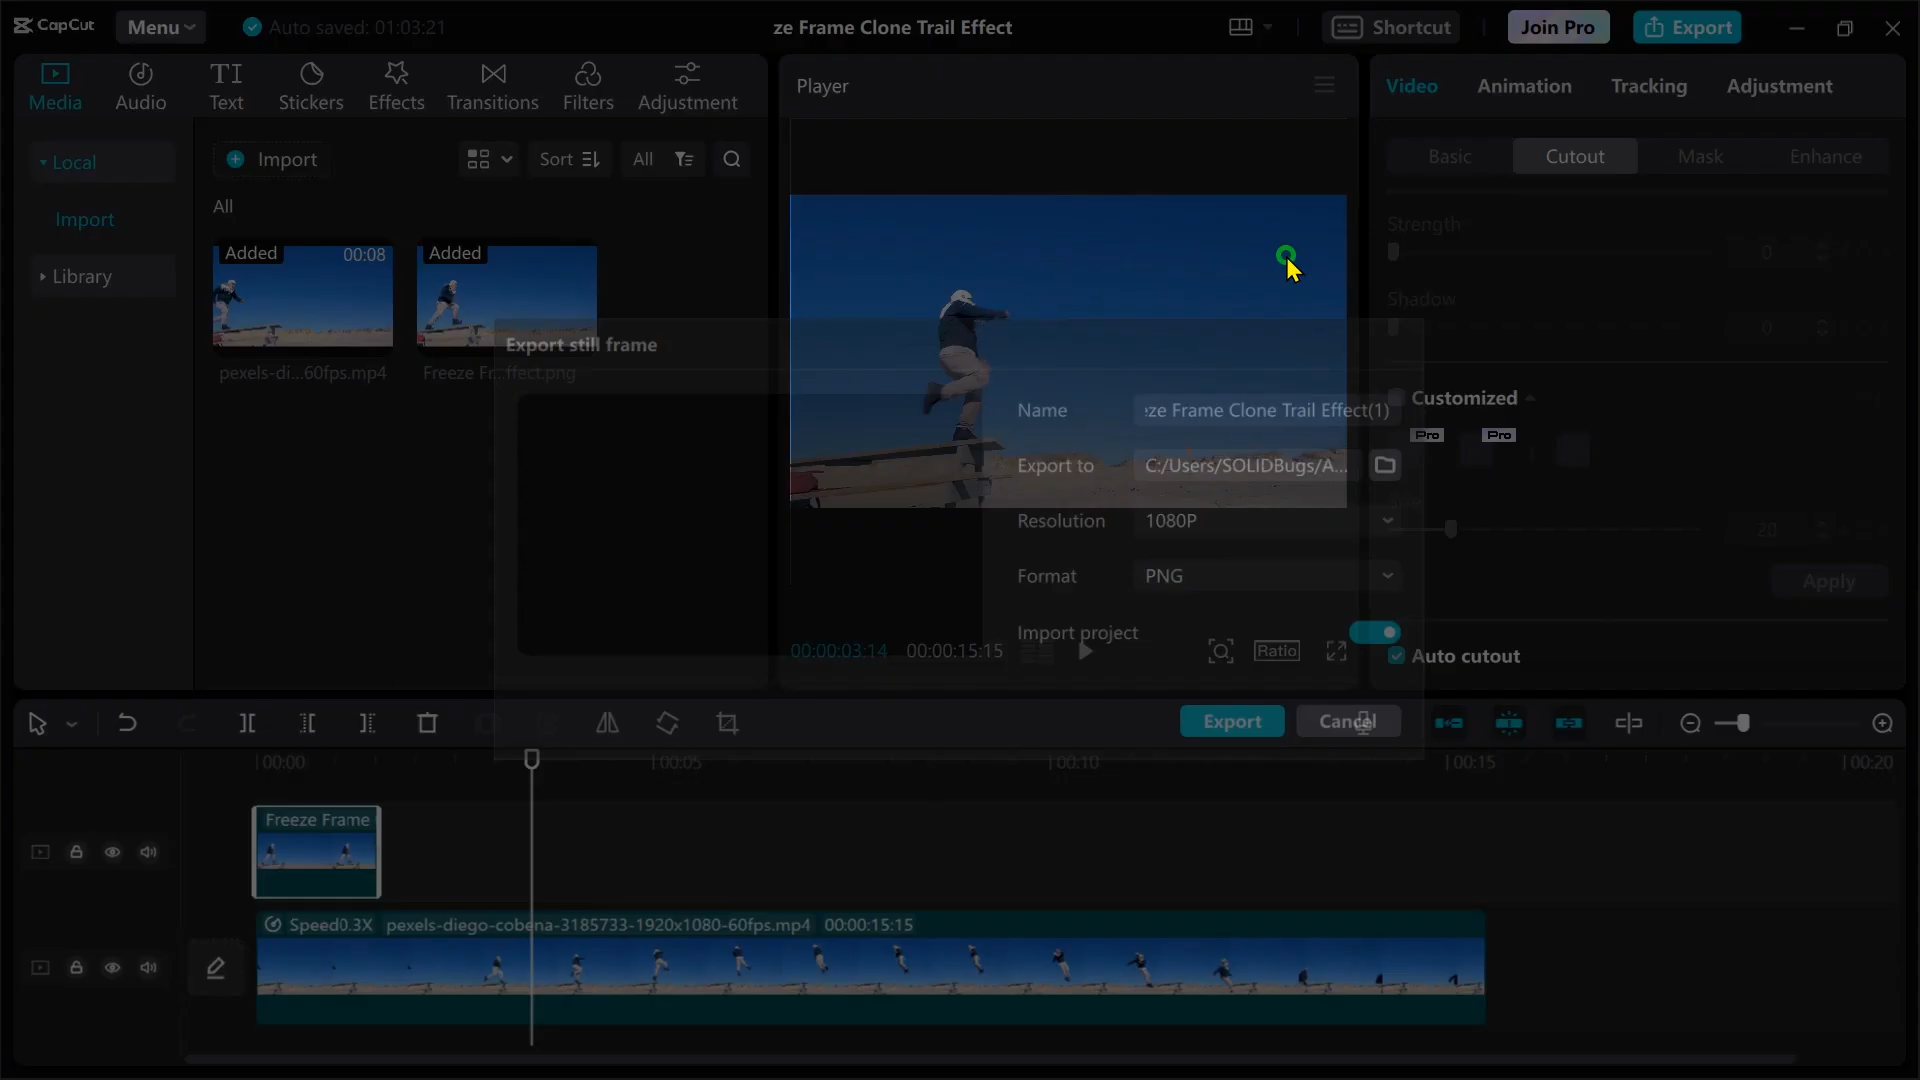 CapCut
Menu
Auto saved: 01:03:21
ze Frame Clone Trail Effect
Shortcut
Join Pro
Export
Media
Audio
TI
Text
Stickers
Effects
Transitions
Filters
Adjustment
Player
Video
Animation
Tracking
Adjustment
Local
Import
Library
Import
Sort
All
All
Added
00:08
Added
pexels-di...60fps.mp4
Freeze Fr...ffect.png
Basic
Cutout
Mask
Enhance
Strength
0
Shadow
0
Customized
Pro
Pro
20
Apply
Auto cutout
Export still frame
Name
ze Frame Clone Trail Effect(1)
Export to
C:/Users/SOLIDBugs/A...
Resolution
1080P
Format
PNG
Import project
00:00:03:14
00:00:15:15
Ratio
Export
Cancel
00:00
00:05
00:10
00:15
00:20
Freeze Frame
Speed0.3X pexels-diego-cobena-3185733-1920x1080-60fps.mp4 00:00:15:15